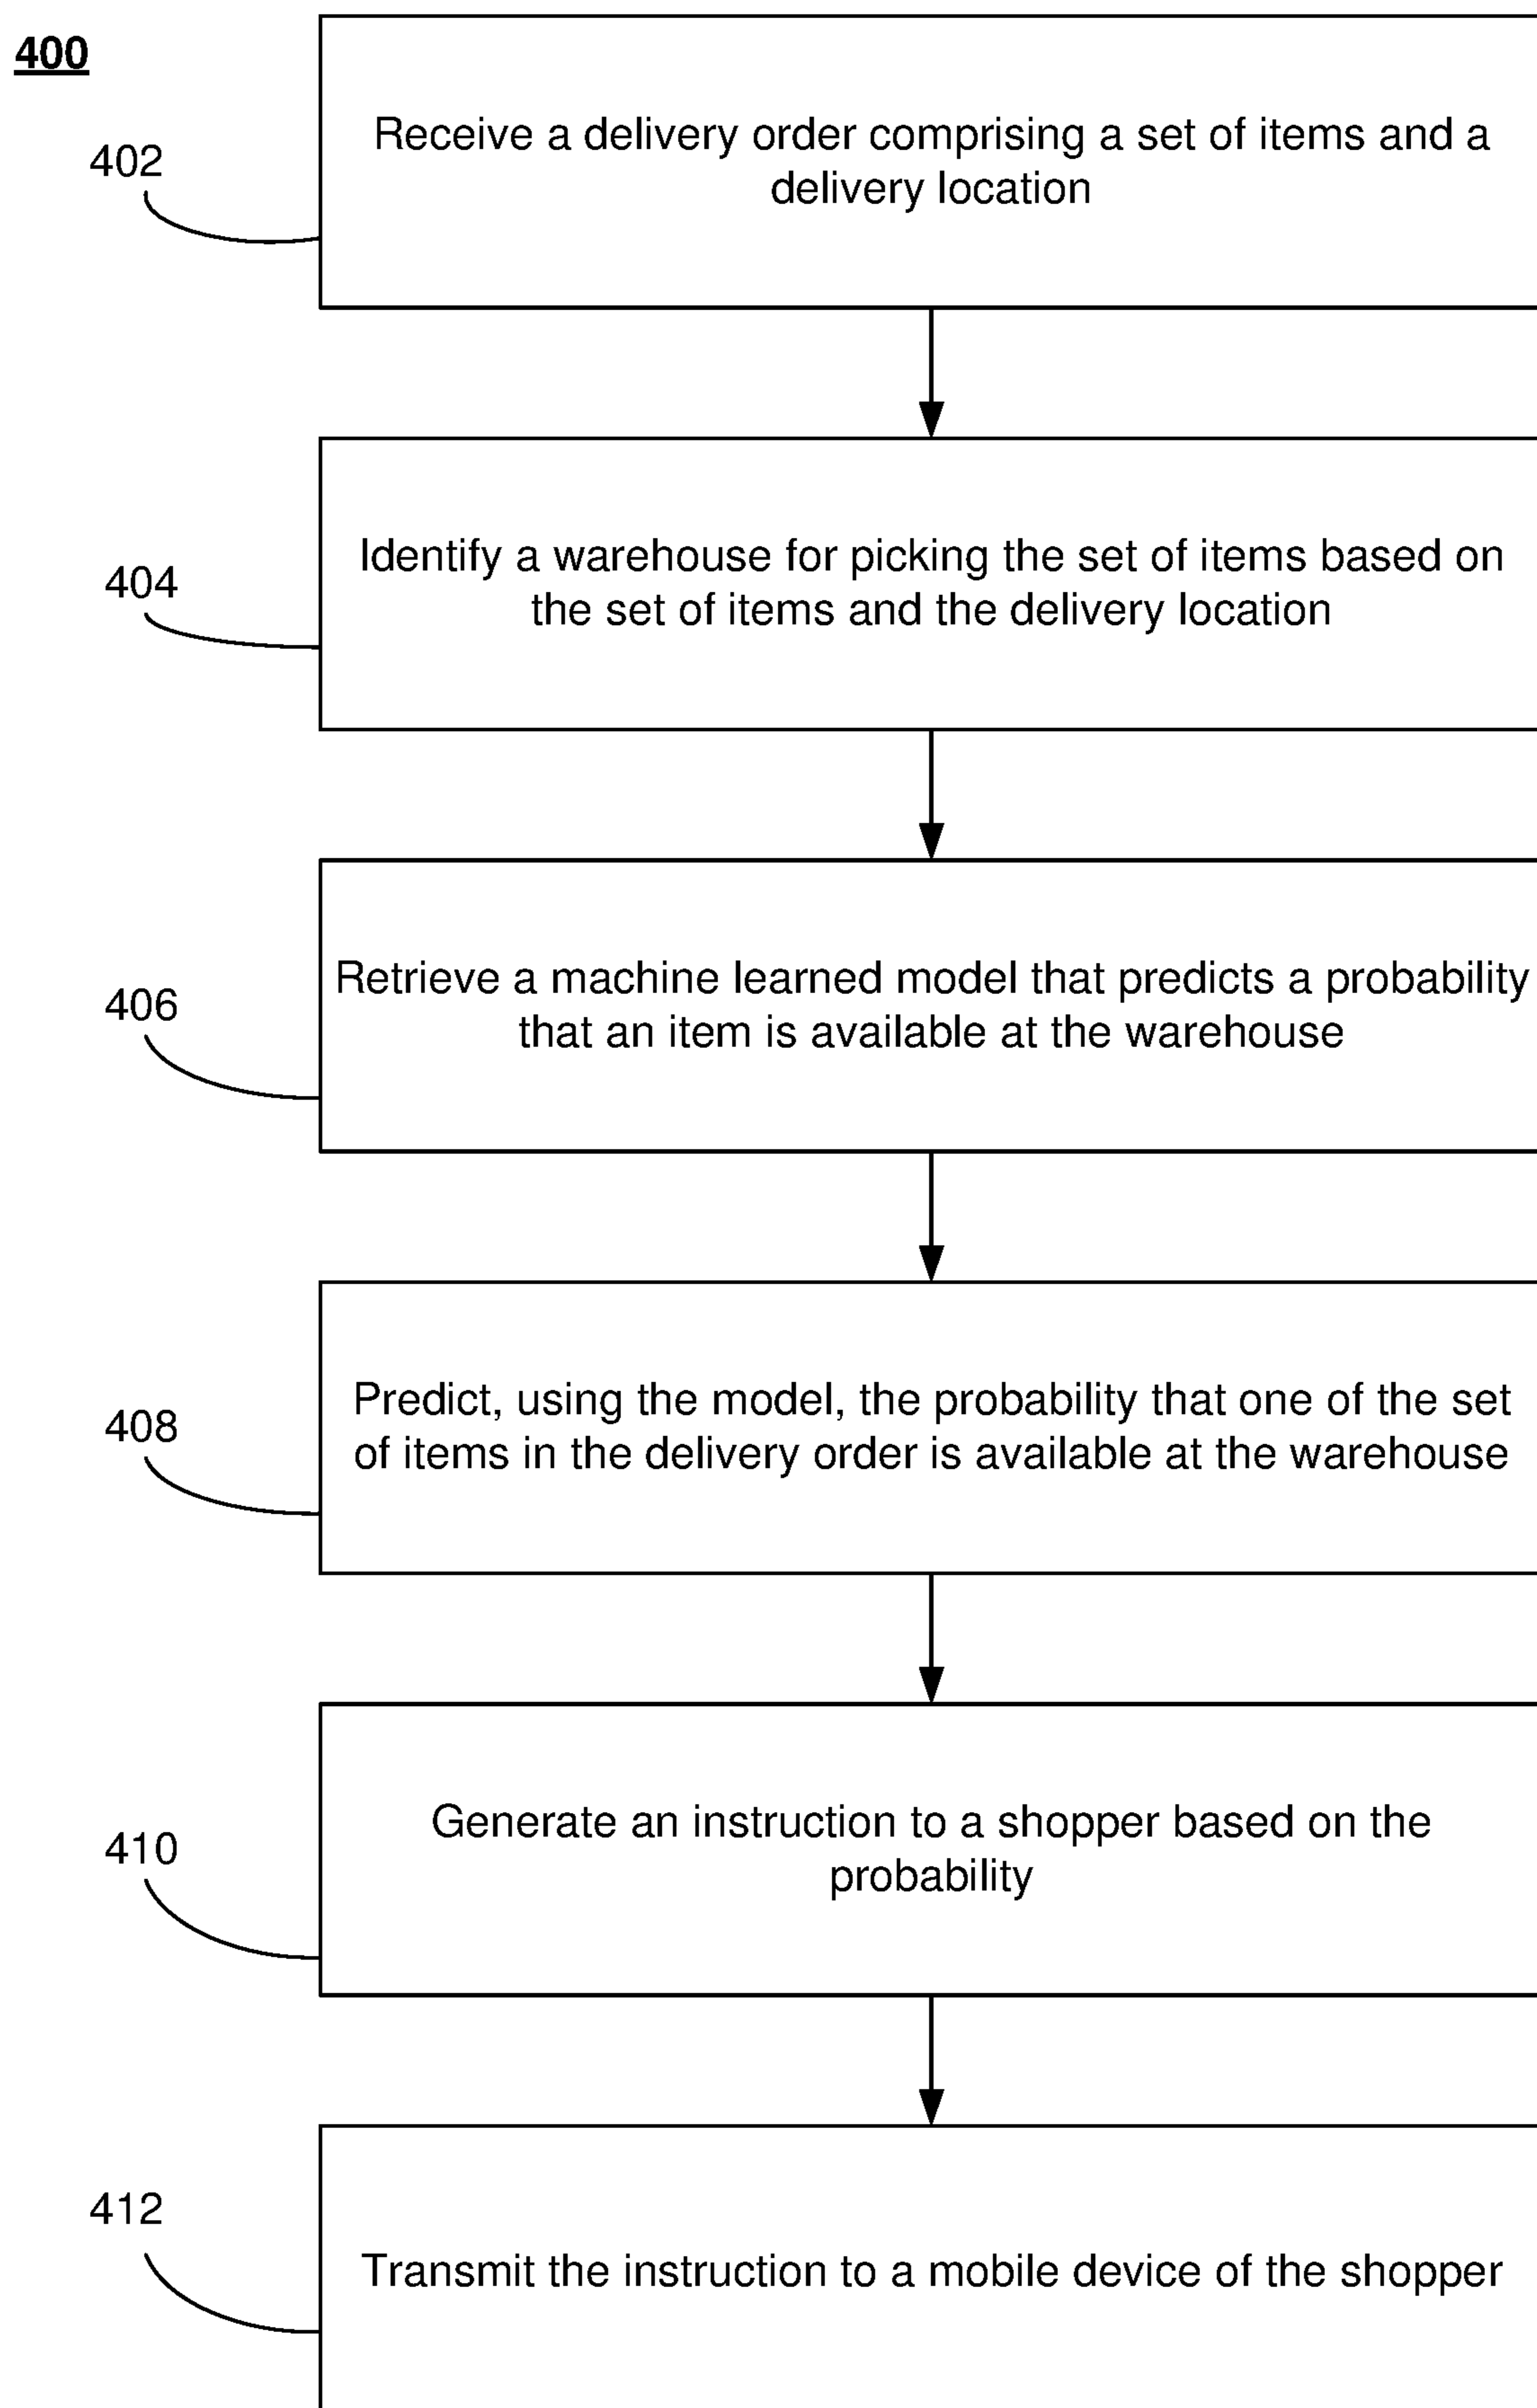 400
402
Receive a delivery order comprising a set of items and a
delivery location
404
Identify a warehouse for picking the set of items based on
the set of items and the delivery location
406
Retrieve a machine learned model that predicts a probability
that an item is available at the warehouse
408
Predict, using the model, the probability that one of the set
of items in the delivery order is available at the warehouse
410
Generate an instruction to a shopper based on the
probability
412
Transmit the instruction to a mobile device of the shopper